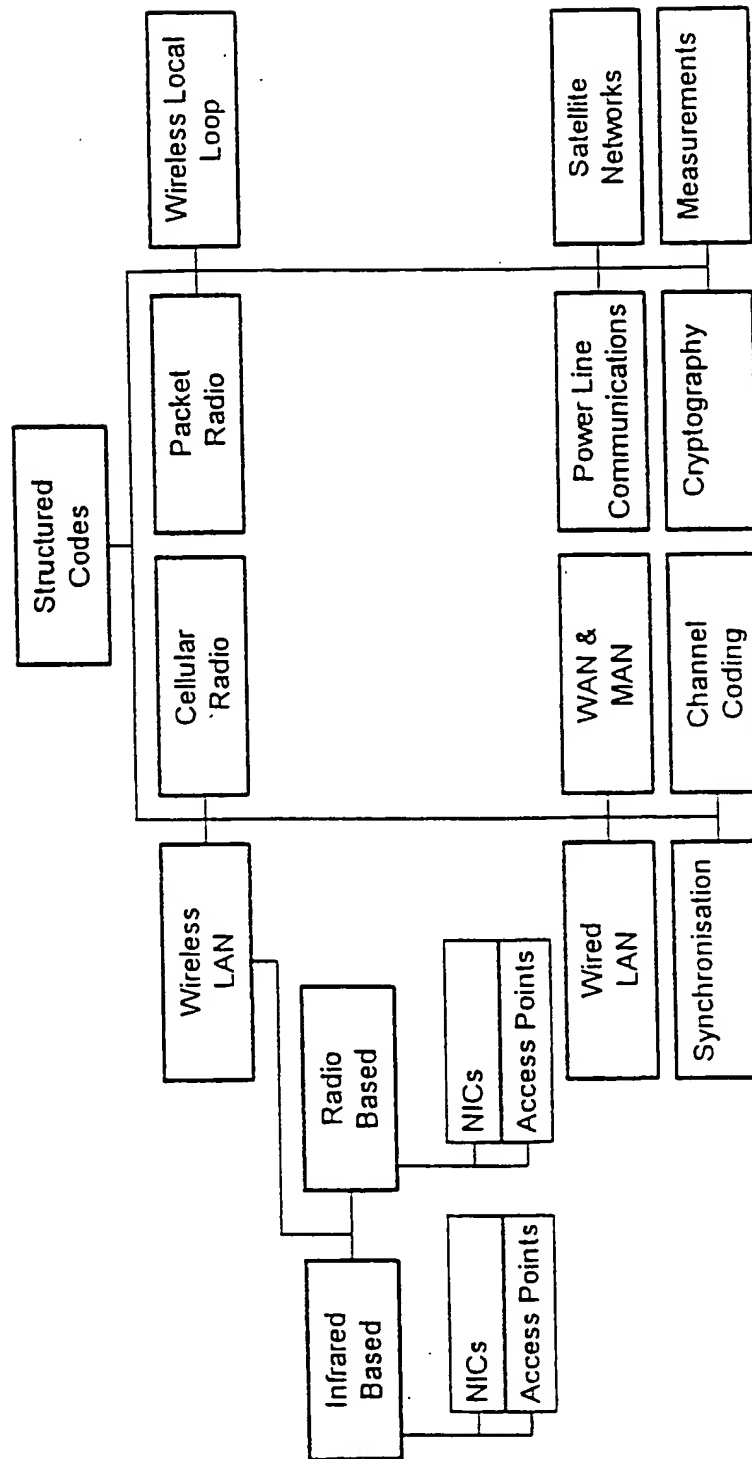 Structured
Codes
Wireless
LAN
Cellular
Radio
Packet
Radio
Wireless Local
Loop
Infrared
Based
Radio
Based
NICs
Access Points
NICs
Access Points
Wired
LAN
WAN &
MAN
Power Line
Communications
Satellite
Networks
Synchronisation
Channel
Coding
Cryptography
Measurements